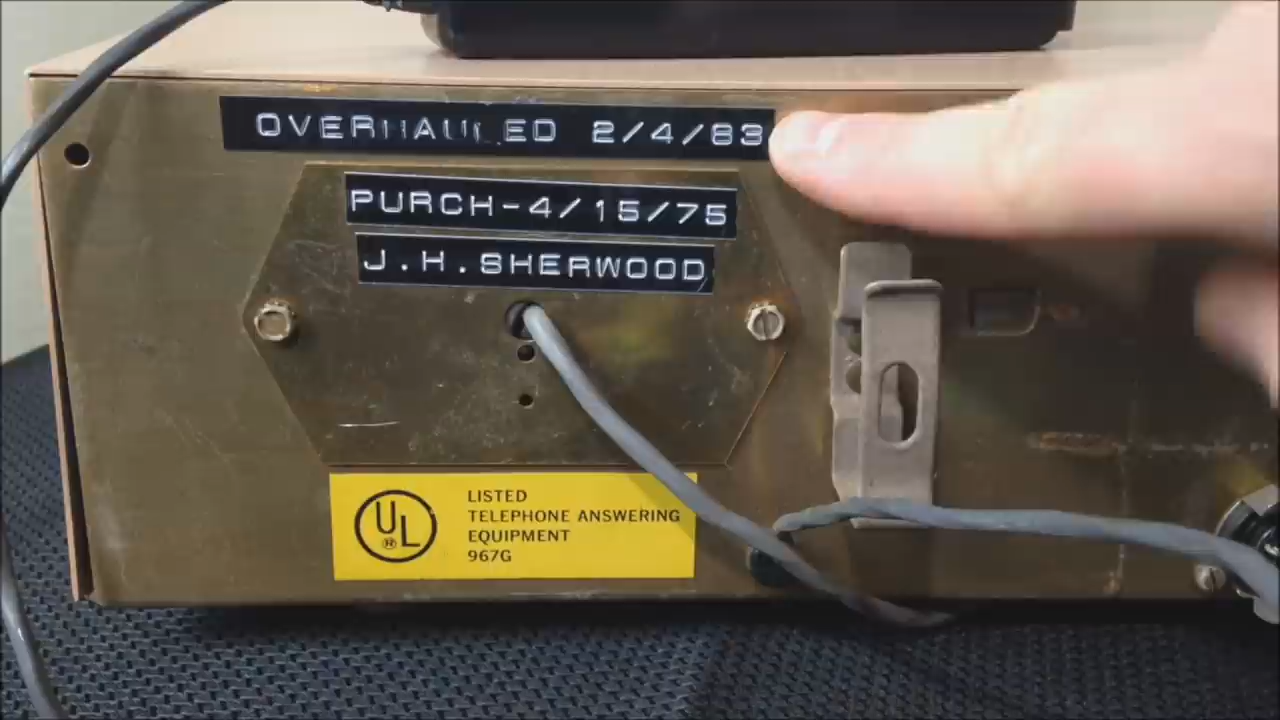 OVERHAULED 2/4/83
PURCH-4/15/75
J.H.SHERWOOD
UL
®
LISTED
TELEPHONE ANSWERING
EQUIPMENT
967G